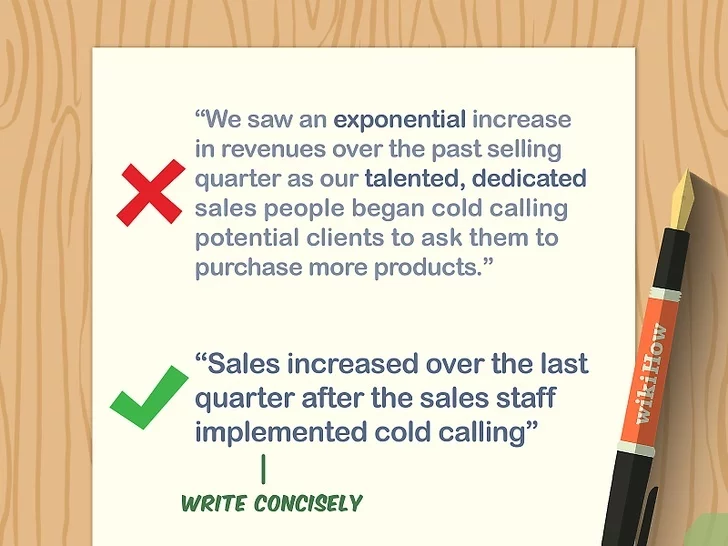 “We saw an exponential increase
in revenues over the past selling
quarter as our talented, dedicated
sales people began cold calling
potential clients to ask them to
purchase more products.”
“Sales increased over the last
quarter after the sales staff
implemented cold calling”
WRITE CONCISELY
wikiHow